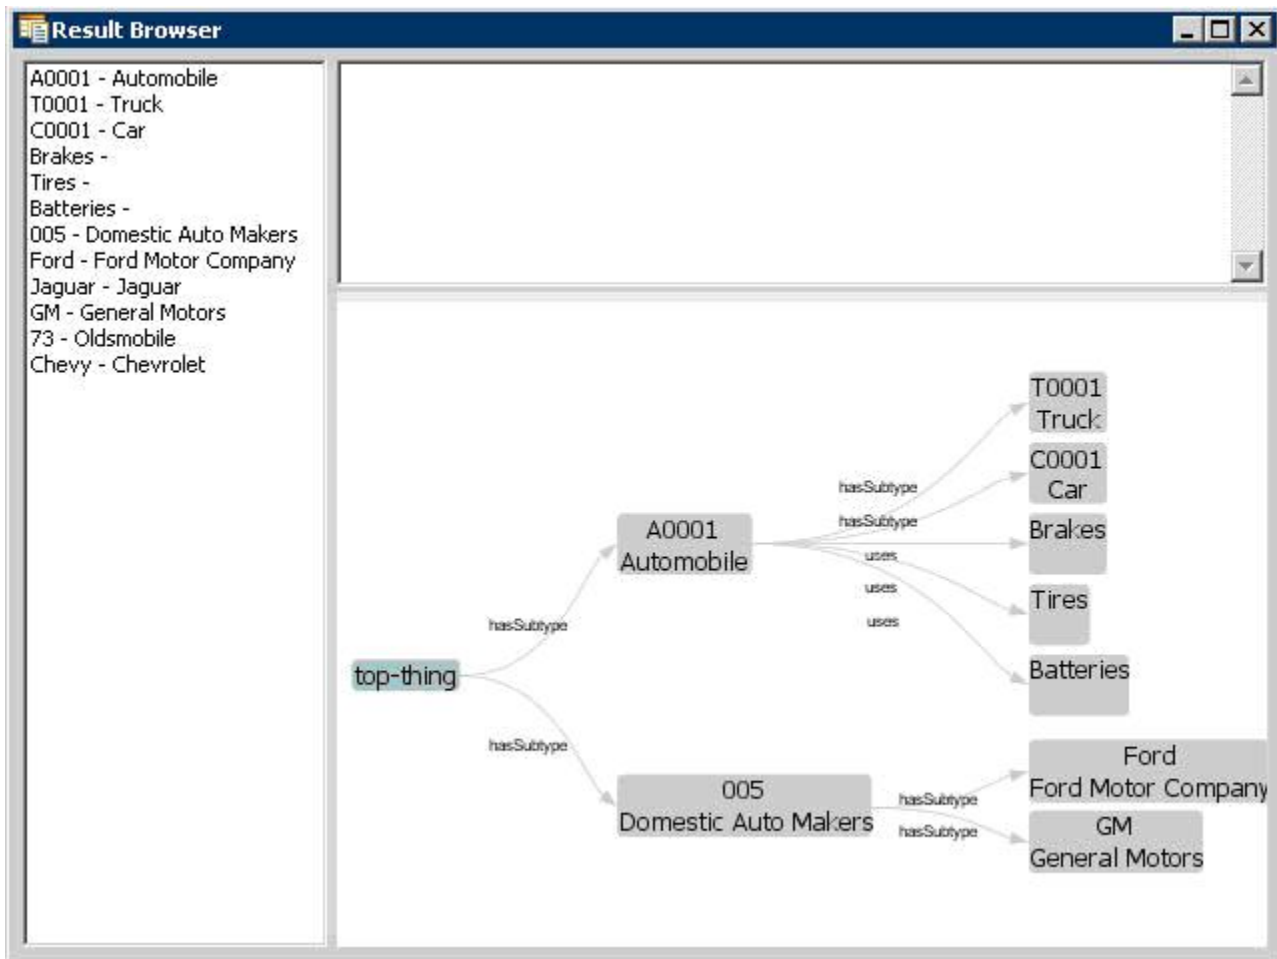 Result Browser
A0001 - Automobile
T0001 - Truck
C0001 - Car
Brakes -
Tires -
Batteries -
005 - Domestic Auto Makers
Ford - Ford Motor Company
Jaguar - Jaguar
GM - General Motors
73 - Oldsmobile
Chevy - Chevrolet
T0001
Truck
C0001
Car
hasSubtype
hasSubtype
A0001
Automobile
Brakes
uses
uses
Tires
uses
hasSubtype
top-thing
Batteries
hasSubtype
Ford
Ford Motor Company
005
Domestic Auto Makers
hasSubtype
hasSubtype
GM
General Motors